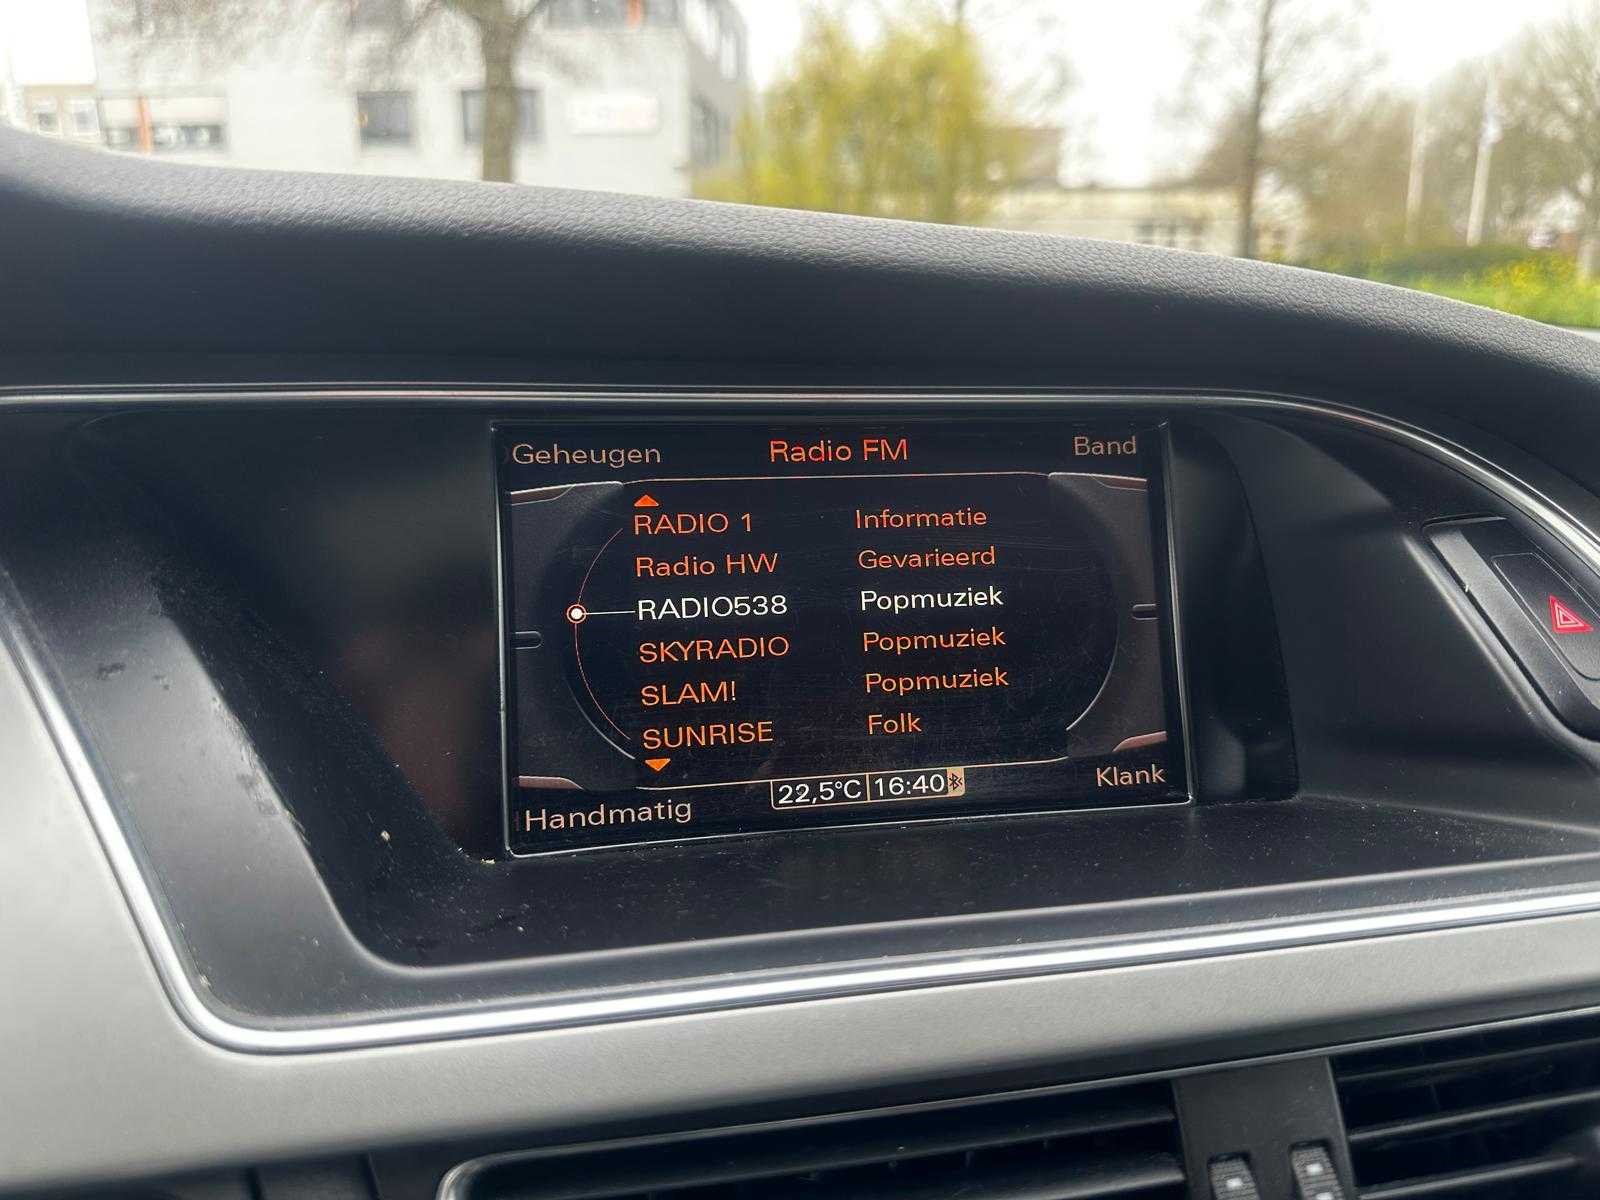 Geheugen Radio FM Band
RADIO 1 Informatie
Radio HW Gevarieerd
RADIO538 Popmuziek
SKYRADIO Popmuziek
SLAM! Popmuziek
SUNRISE Folk
Handmatig 22,5°C 16:40 Klank